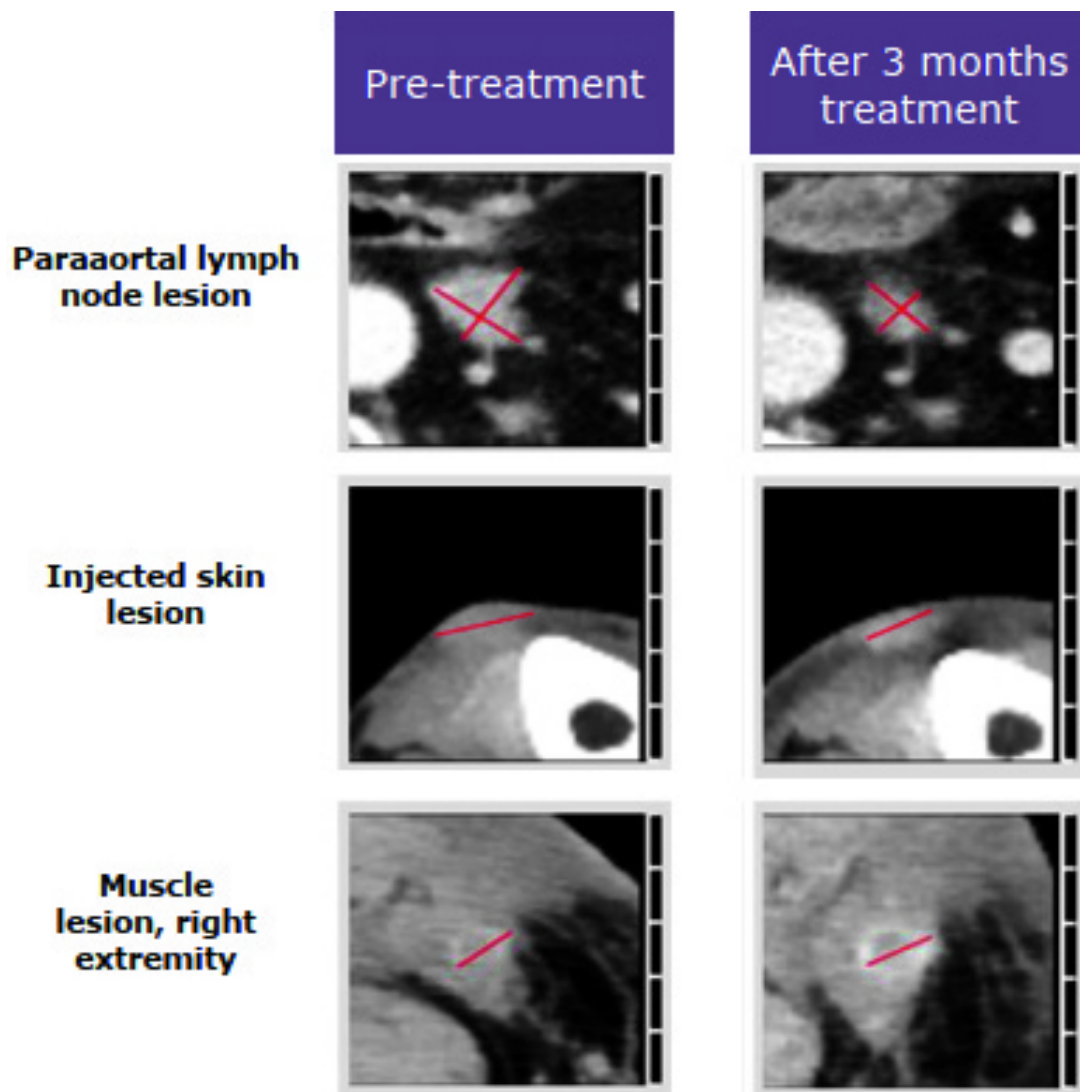 Pre-treatment
After 3 months
treatment
Paraaortal lymph
node lesion
Injected skin
lesion
Muscle
lesion, right
extremity